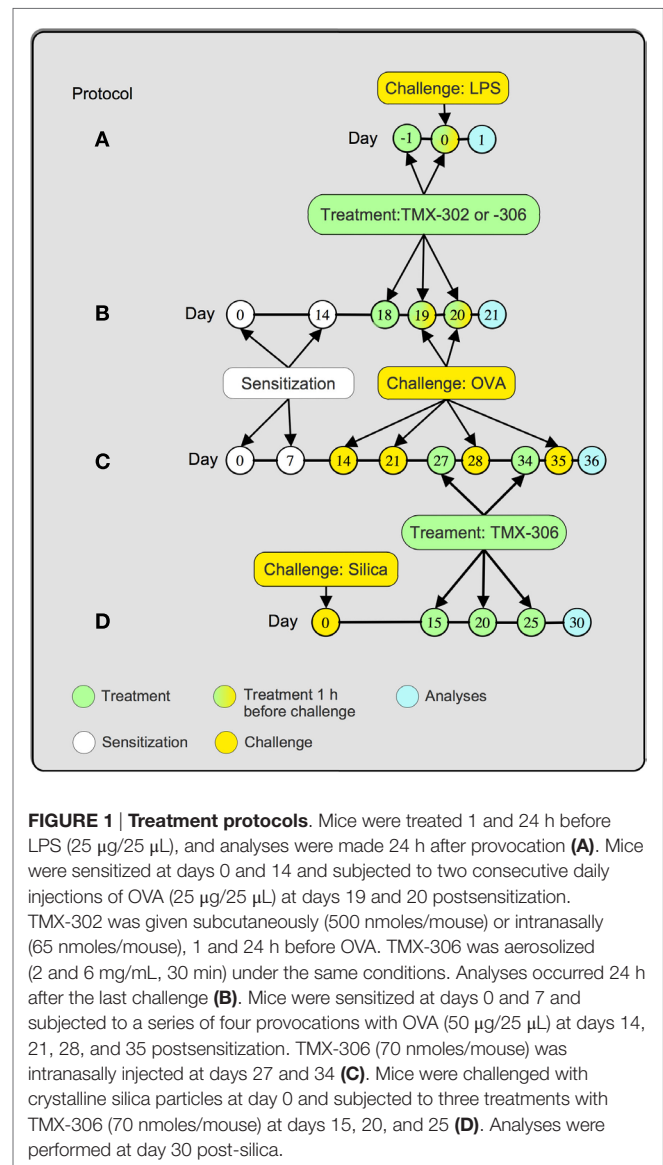 Protocol
Challenge: LPS
A
Day -1 0 1
Treatment:TMX-302 or -306
B
Day 0 14 18 19 20 21
Sensitization
Challenge: OVA
C
Day 0 7 14 21 27 28 34 35 36
Treament: TMX-306
Challenge: Silica
D
Day 0 15 20 25 30
Treatment
Treatment 1 h
before challenge
Analyses
Sensitization
Challenge
FIGURE 1 | Treatment protocols. Mice were treated 1 and 24 h before
LPS (25 μg/25 μL), and analyses were made 24 h after provocation (A). Mice
were sensitized at days 0 and 14 and subjected to two consecutive daily
injections of OVA (25 μg/25 μL) at days 19 and 20 postsensitization.
TMX-302 was given subcutaneously (500 nmoles/mouse) or intranasally
(65 nmoles/mouse), 1 and 24 h before OVA. TMX-306 was aerosolized
(2 and 6 mg/mL, 30 min) under the same conditions. Analyses occurred 24 h
after the last challenge (B). Mice were sensitized at days 0 and 7 and
subjected to a series of four provocations with OVA (50 μg/25 μL) at days 14,
21, 28, and 35 postsensitization. TMX-306 (70 nmoles/mouse) was
intranasally injected at days 27 and 34 (C). Mice were challenged with
crystalline silica particles at day 0 and subjected to three treatments with
TMX-306 (70 nmoles/mouse) at days 15, 20, and 25 (D). Analyses were
performed at day 30 post-silica.